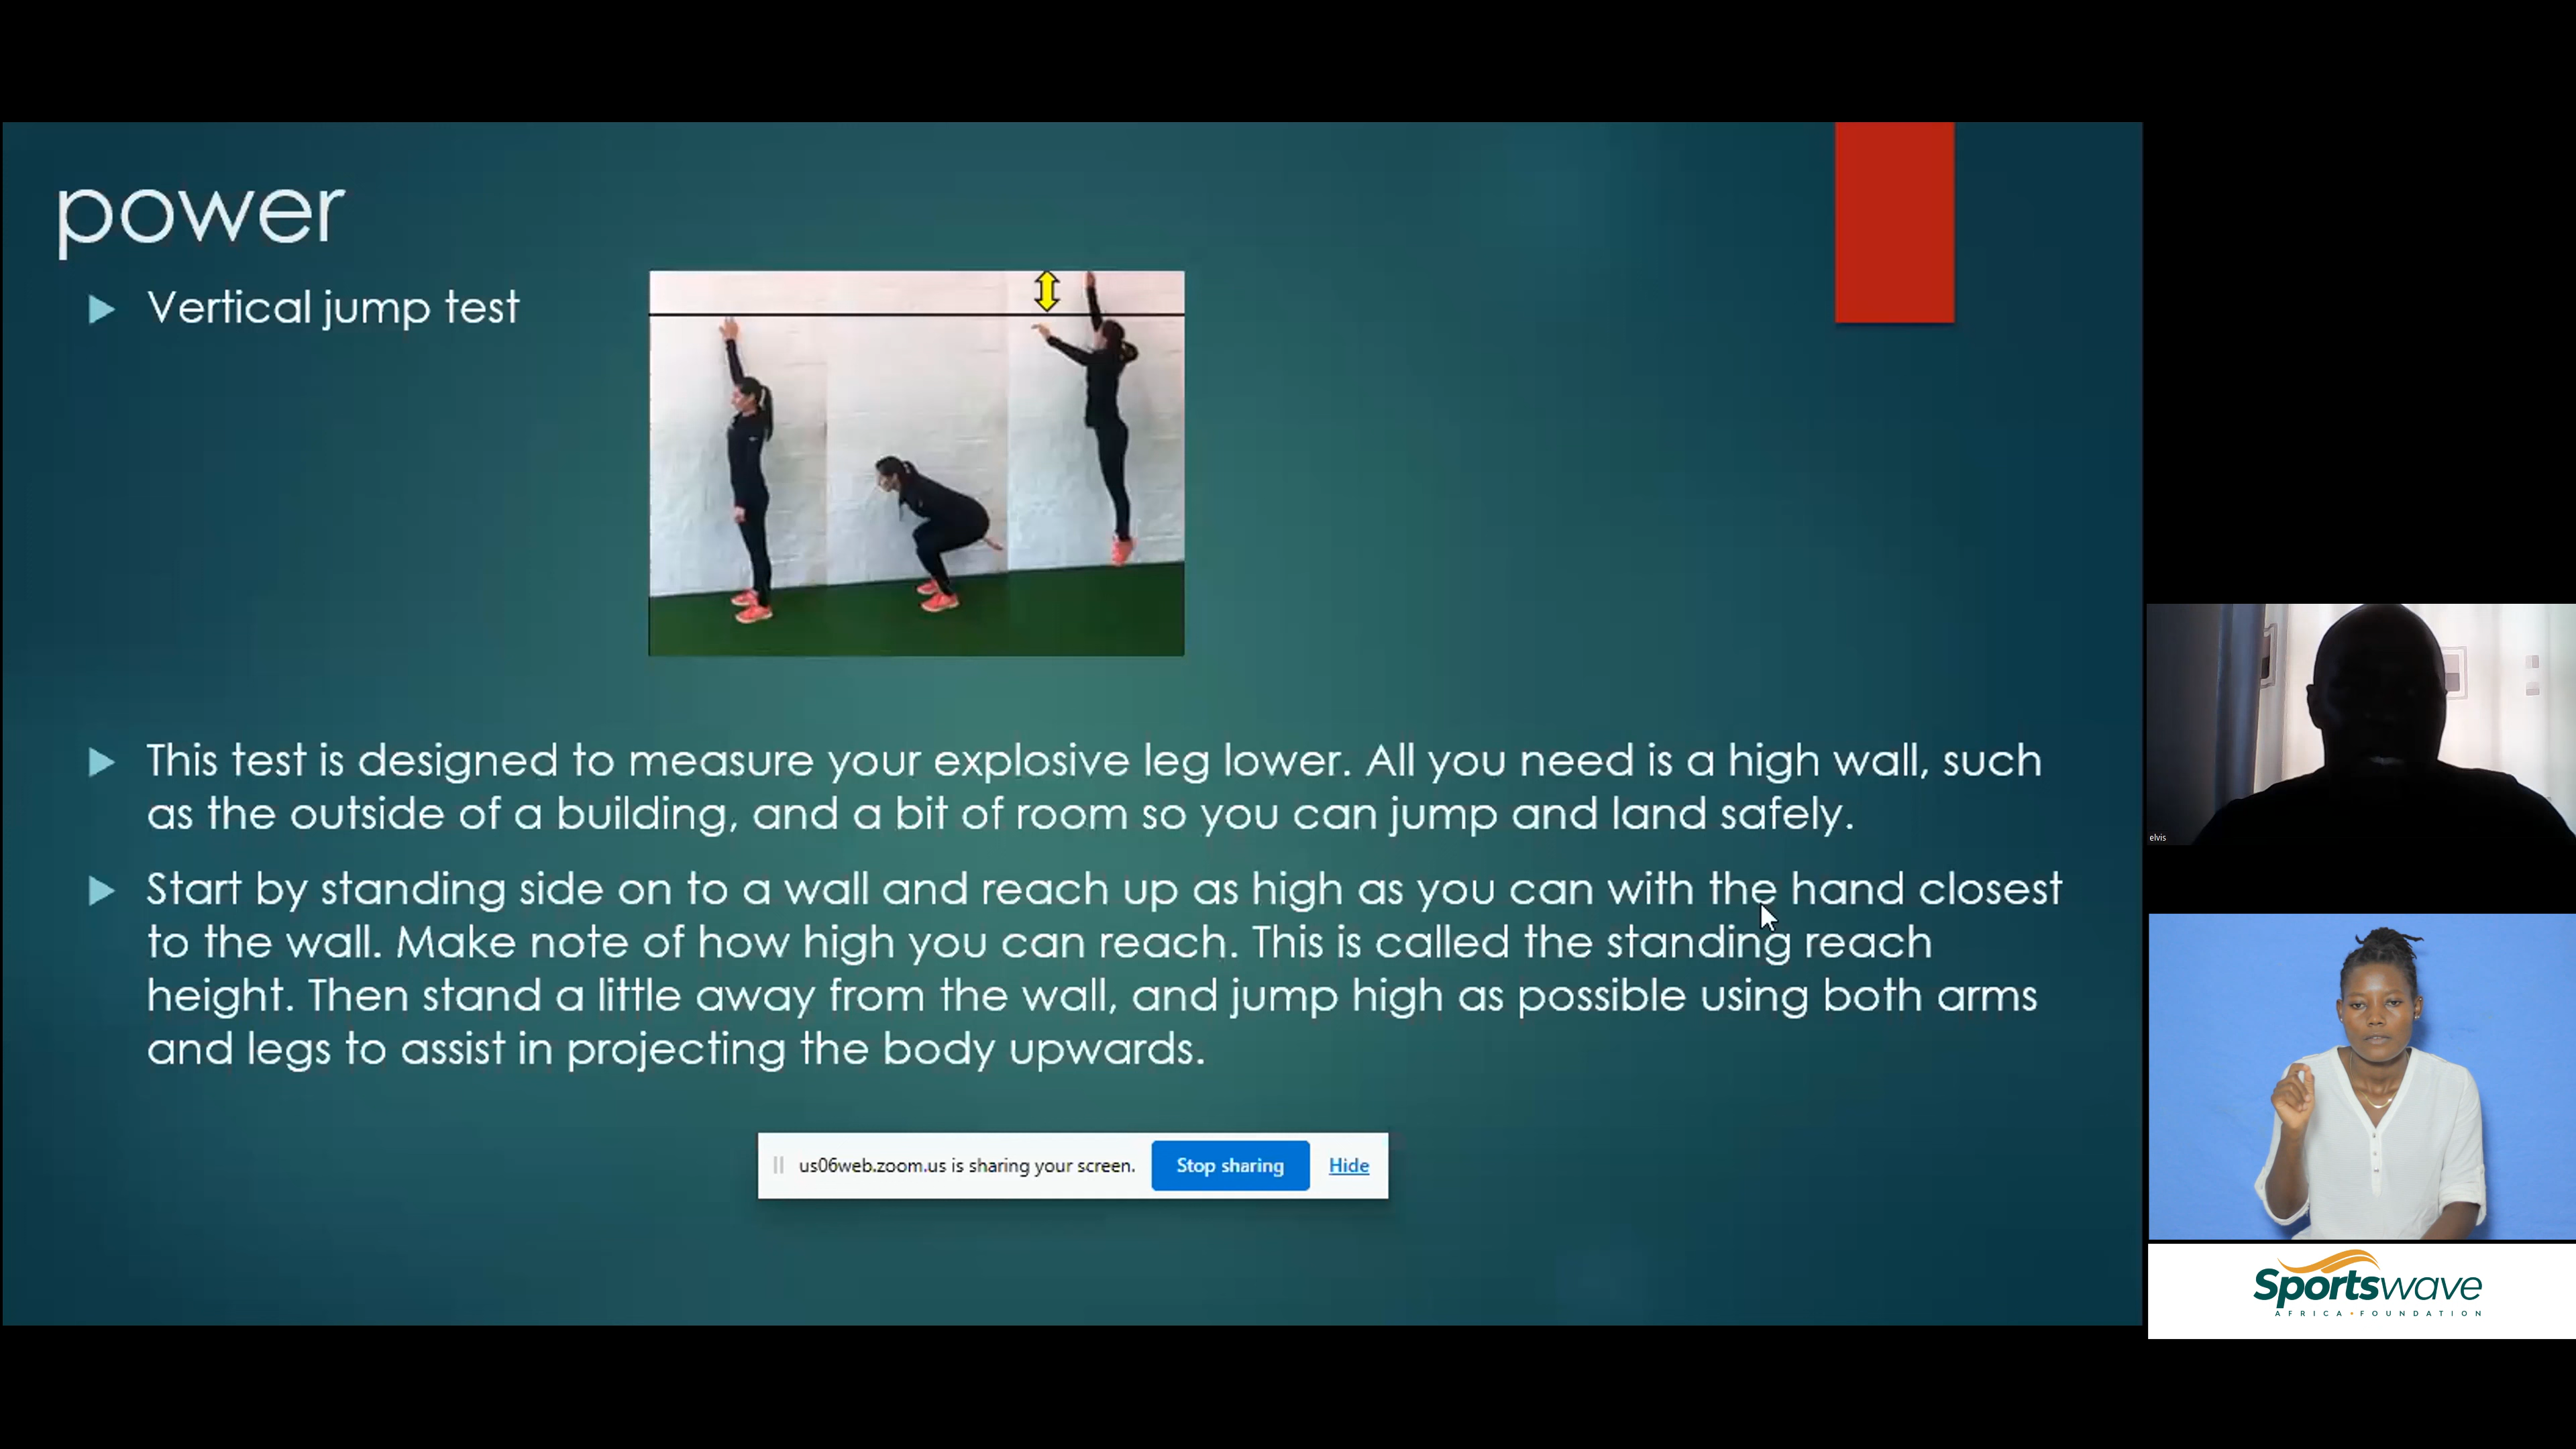 power
Vertical jump test
This test is designed to measure your explosive leg lower. All you need is a high wall, such
as the outside of a building, and a bit of room so you can jump and land safely.
Start by standing side on to a wall and reach up as high as you can with the hand closest
to the wall. Make note of how high you can reach. This is called the standing reach
height. Then stand a little away from the wall, and jump high as possible using both arms
and legs to assist in projecting the body upwards.
us06web.zoom.us is sharing your screen. Stop sharing Hide
elvis
Sportswave
AFRICA • FOUNDATION